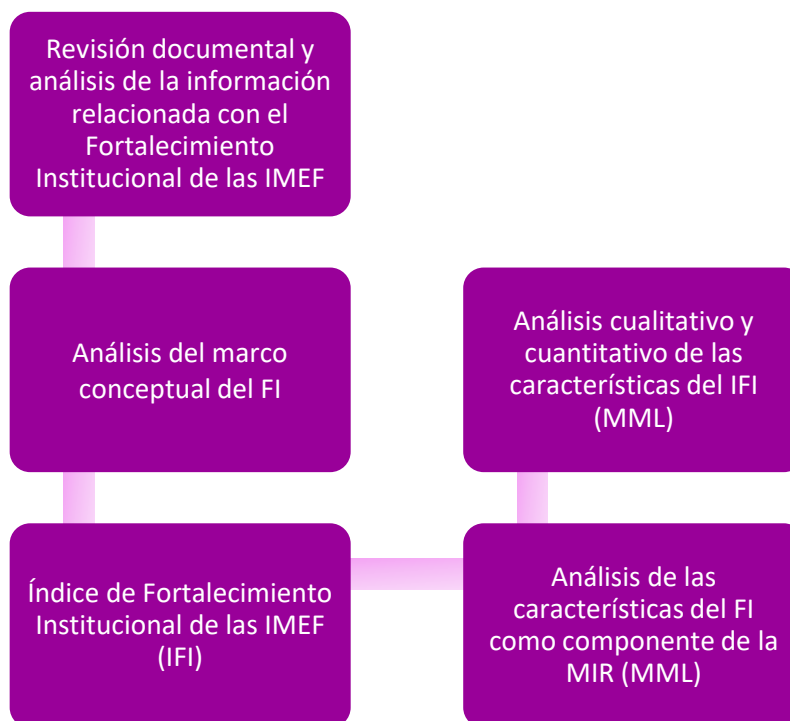 Revisión documental y
análisis de la información
relacionada con el
Fortalecimiento
Institucional de las IMEF
Análisis del marco
conceptual del FI
Índice de Fortalecimiento
Institucional de las IMEF
(IFI)
Análisis de las
características del FI
como componente de la
MIR (MML)
Análisis cualitativo y
cuantitativo de las
características del IFI
(MML)